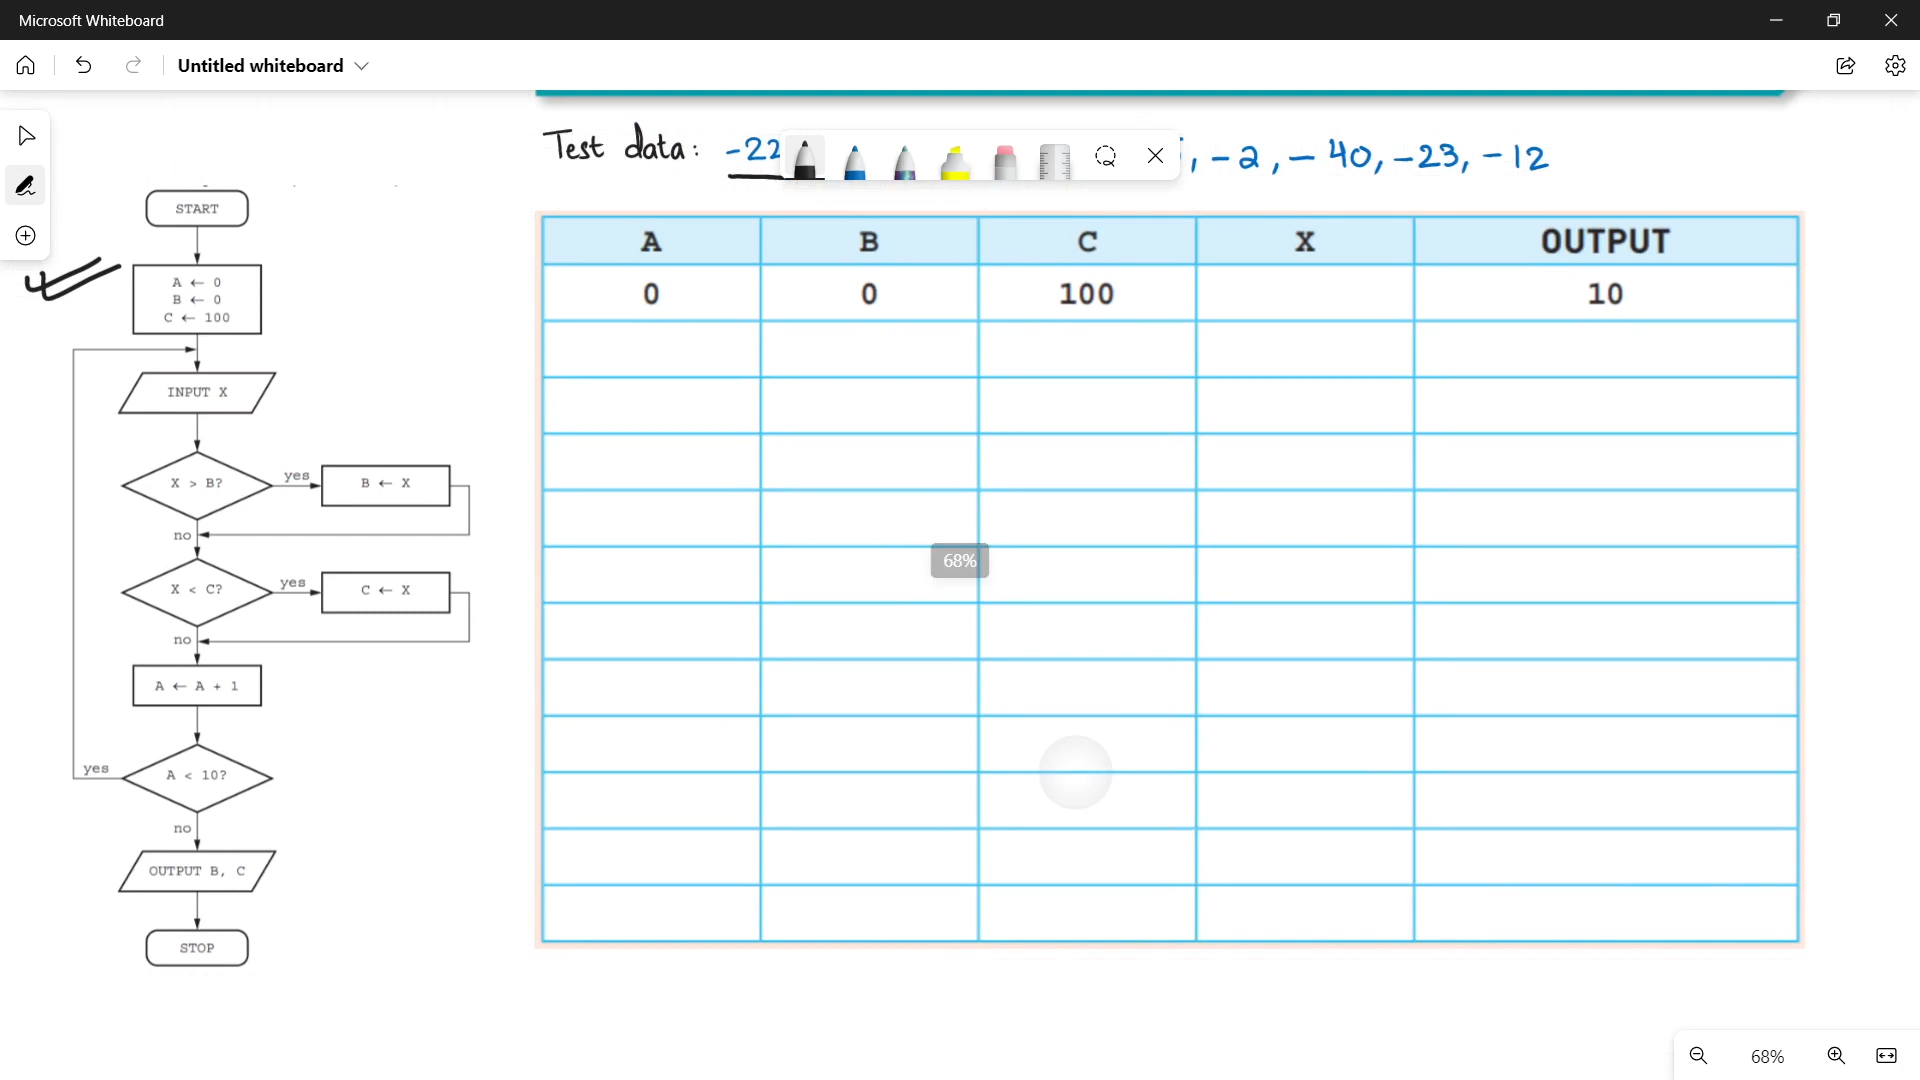 Microsoft Whiteboard
Untitled whiteboard
Test data: -22
, -2, - 40, -23, - 12
START
A ← 0
B ← 0
C ← 100
INPUT X
X > B?
yes
B ← X
no
X < C?
yes
C ← X
no
A ← A + 1
yes
A < 10?
no
OUTPUT B, C
STOP
A B C X OUTPUT
0 0 100 10
68%
68%